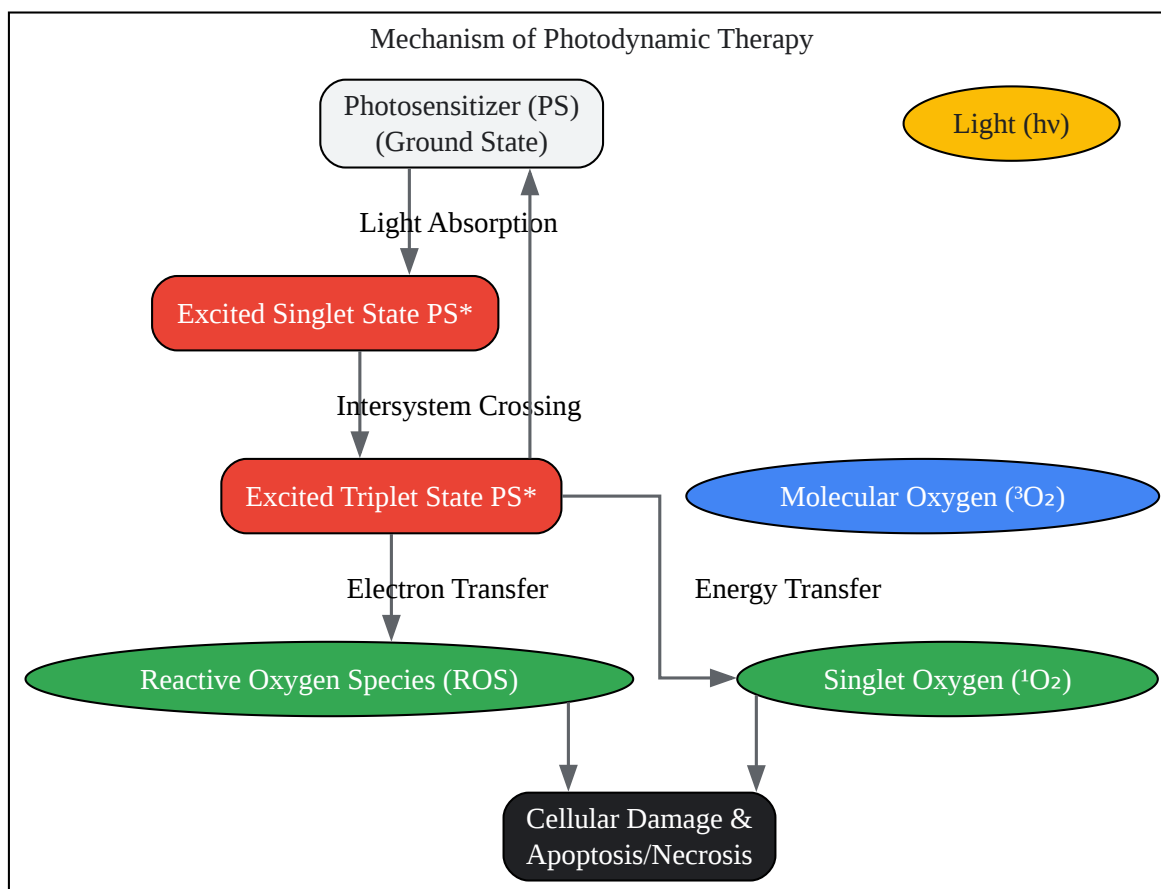 Mechanism of Photodynamic Therapy
Photosensitizer (PS)
(Ground State)
Light (hν)
Light Absorption
Excited Singlet State PS*
Intersystem Crossing
Excited Triplet State PS*
Molecular Oxygen (³O₂)
Electron Transfer
Energy Transfer
Reactive Oxygen Species (ROS)
Singlet Oxygen (¹O₂)
Cellular Damage &
Apoptosis/Necrosis